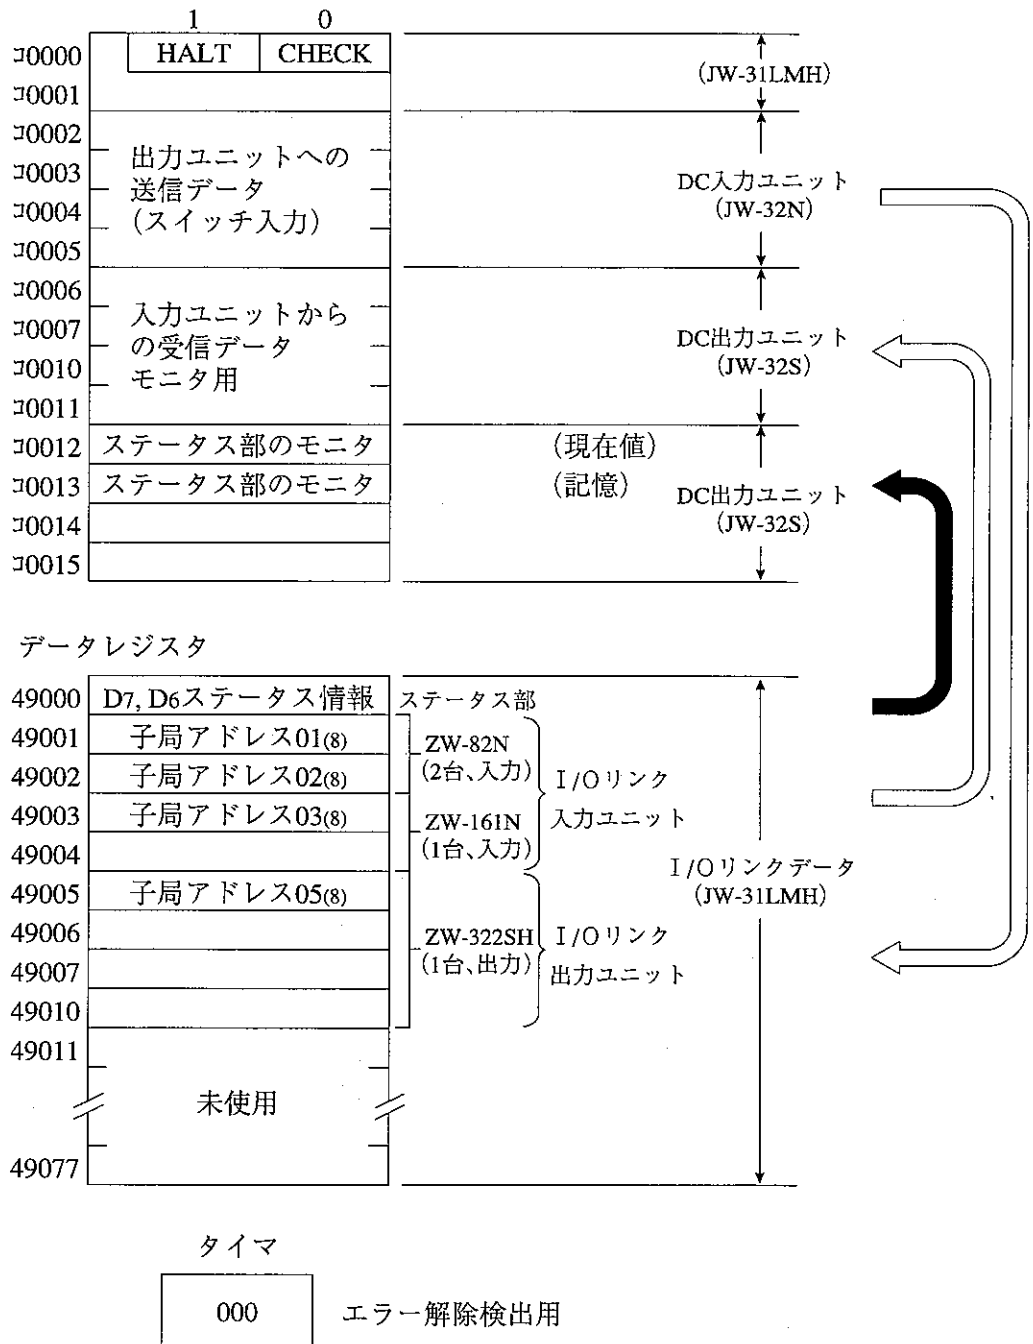 1 0
ｺ0000 HALT CHECK
(JW-31LMH)
ｺ0001
ｺ0002
出力ユニットへの
ｺ0003
送信データ
DC入力ユニット
(JW-32N)
ｺ0004
(スイッチ入力)
ｺ0005
ｺ0006
入力ユニットから
ｺ0007
の受信データ
DC出力ユニット
(JW-32S)
ｺ0010
モニタ用
ｺ0011
ｺ0012 ステータス部のモニタ (現在値)
ｺ0013 ステータス部のモニタ (記憶)
DC出力ユニット
(JW-32S)
ｺ0014
ｺ0015
データレジスタ
49000 D7, D6ステータス情報 ステータス部
49001 子局アドレス01(8)
ZW-82N
(2台、入力)
49002 子局アドレス02(8)
I/Oリンク
入力ユニット
49003 子局アドレス03(8)
ZW-161N
(1台、入力)
49004
I/Oリンクデータ
(JW-31LMH)
49005 子局アドレス05(8)
49006
ZW-322SH
(1台、出力)
I/Oリンク
出力ユニット
49007
49010
49011
未使用
49077
タイマ
000 エラー解除検出用